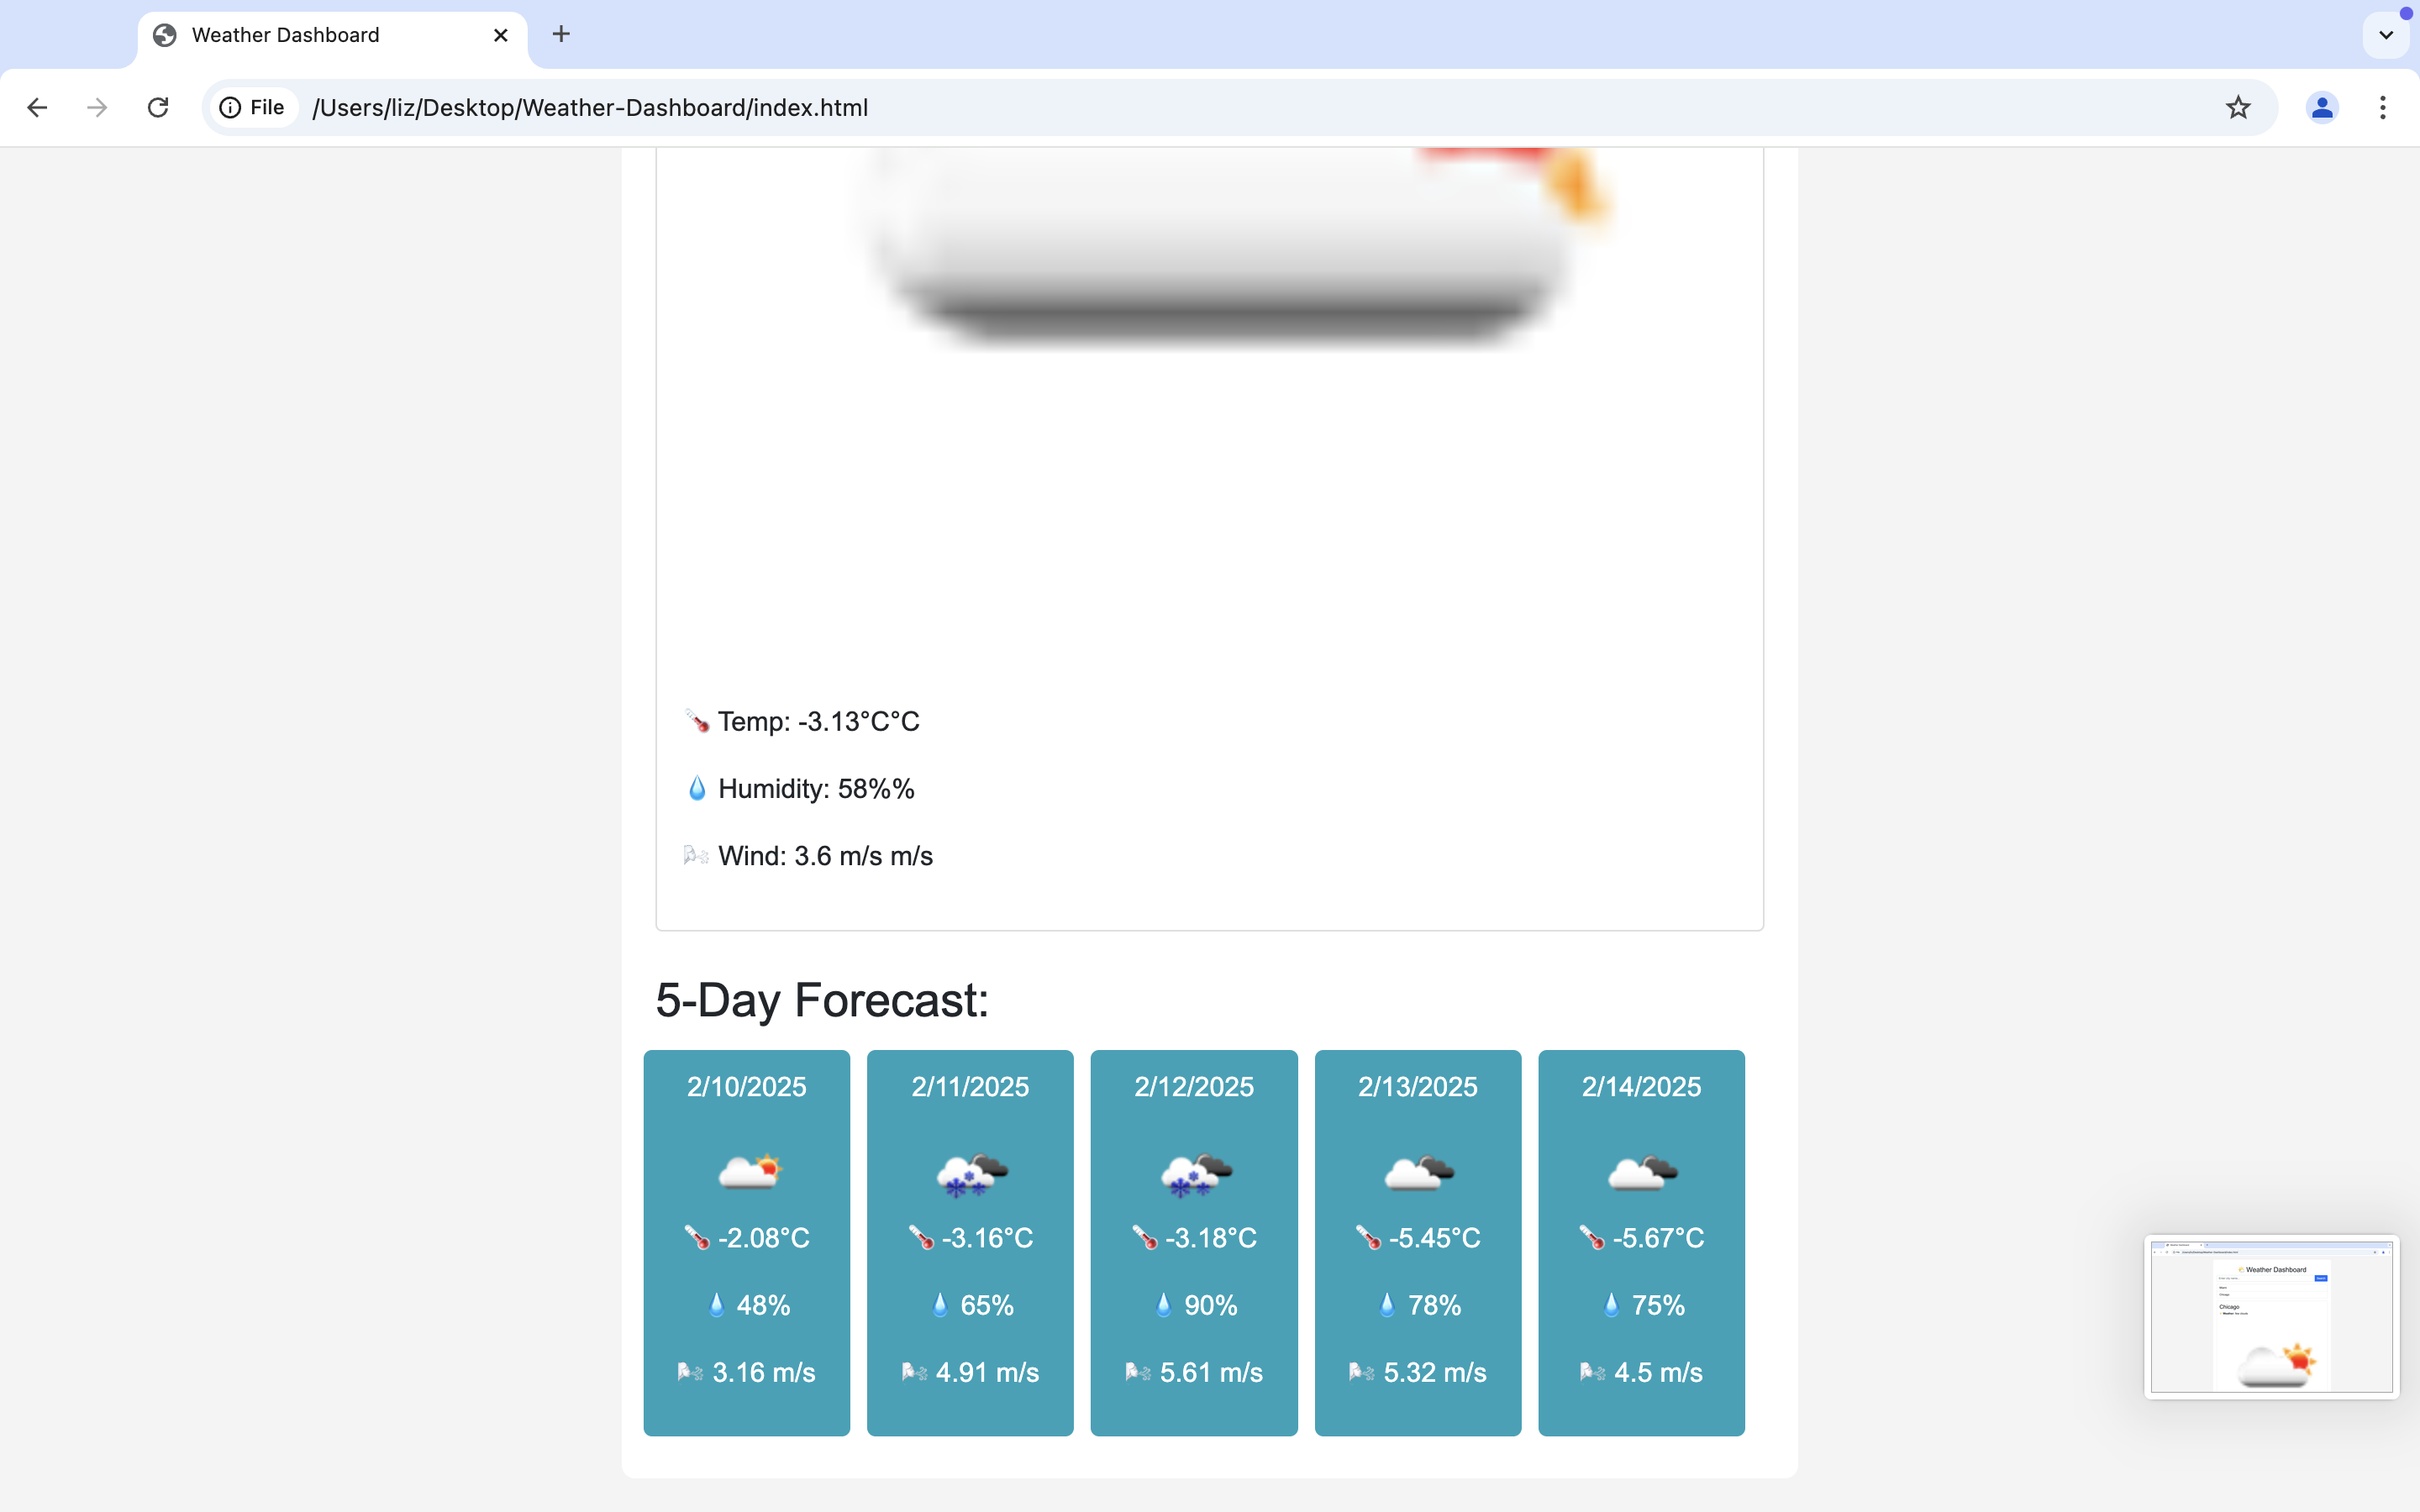 Weather Dashboard
File /Users/liz/Desktop/Weather-Dashboard/index.html
Temp: -3.13°C°C
Humidity: 58%%
Wind: 3.6 m/s m/s
5-Day Forecast:
2/10/2025 2/11/2025 2/12/2025 2/13/2025 2/14/2025
-2.08°C -3.16°C -3.18°C -5.45°C -5.67°C
48% 65% 90% 78% 75%
3.16 m/s 4.91 m/s 5.61 m/s 5.32 m/s 4.5 m/s
Weather Dashboard
Chicago